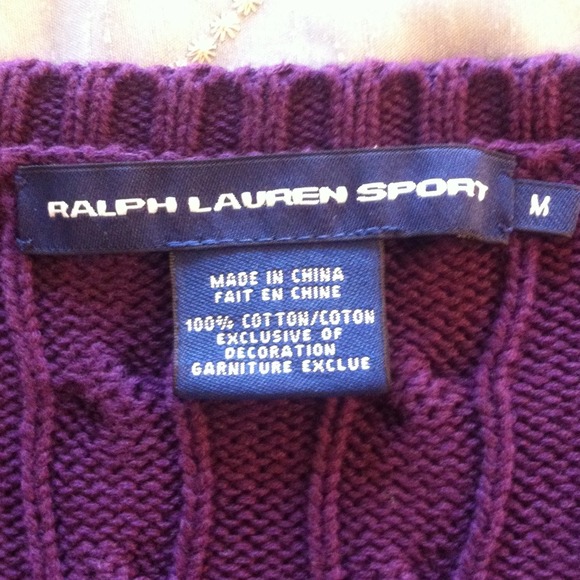 RALPH LAUREN SPORT
M
MADE IN CHINA
FAIT EN CHINE
100% COTTON/COTON
EXCLUSIVE OF
DECORATION
GARNITURE EXCLUE